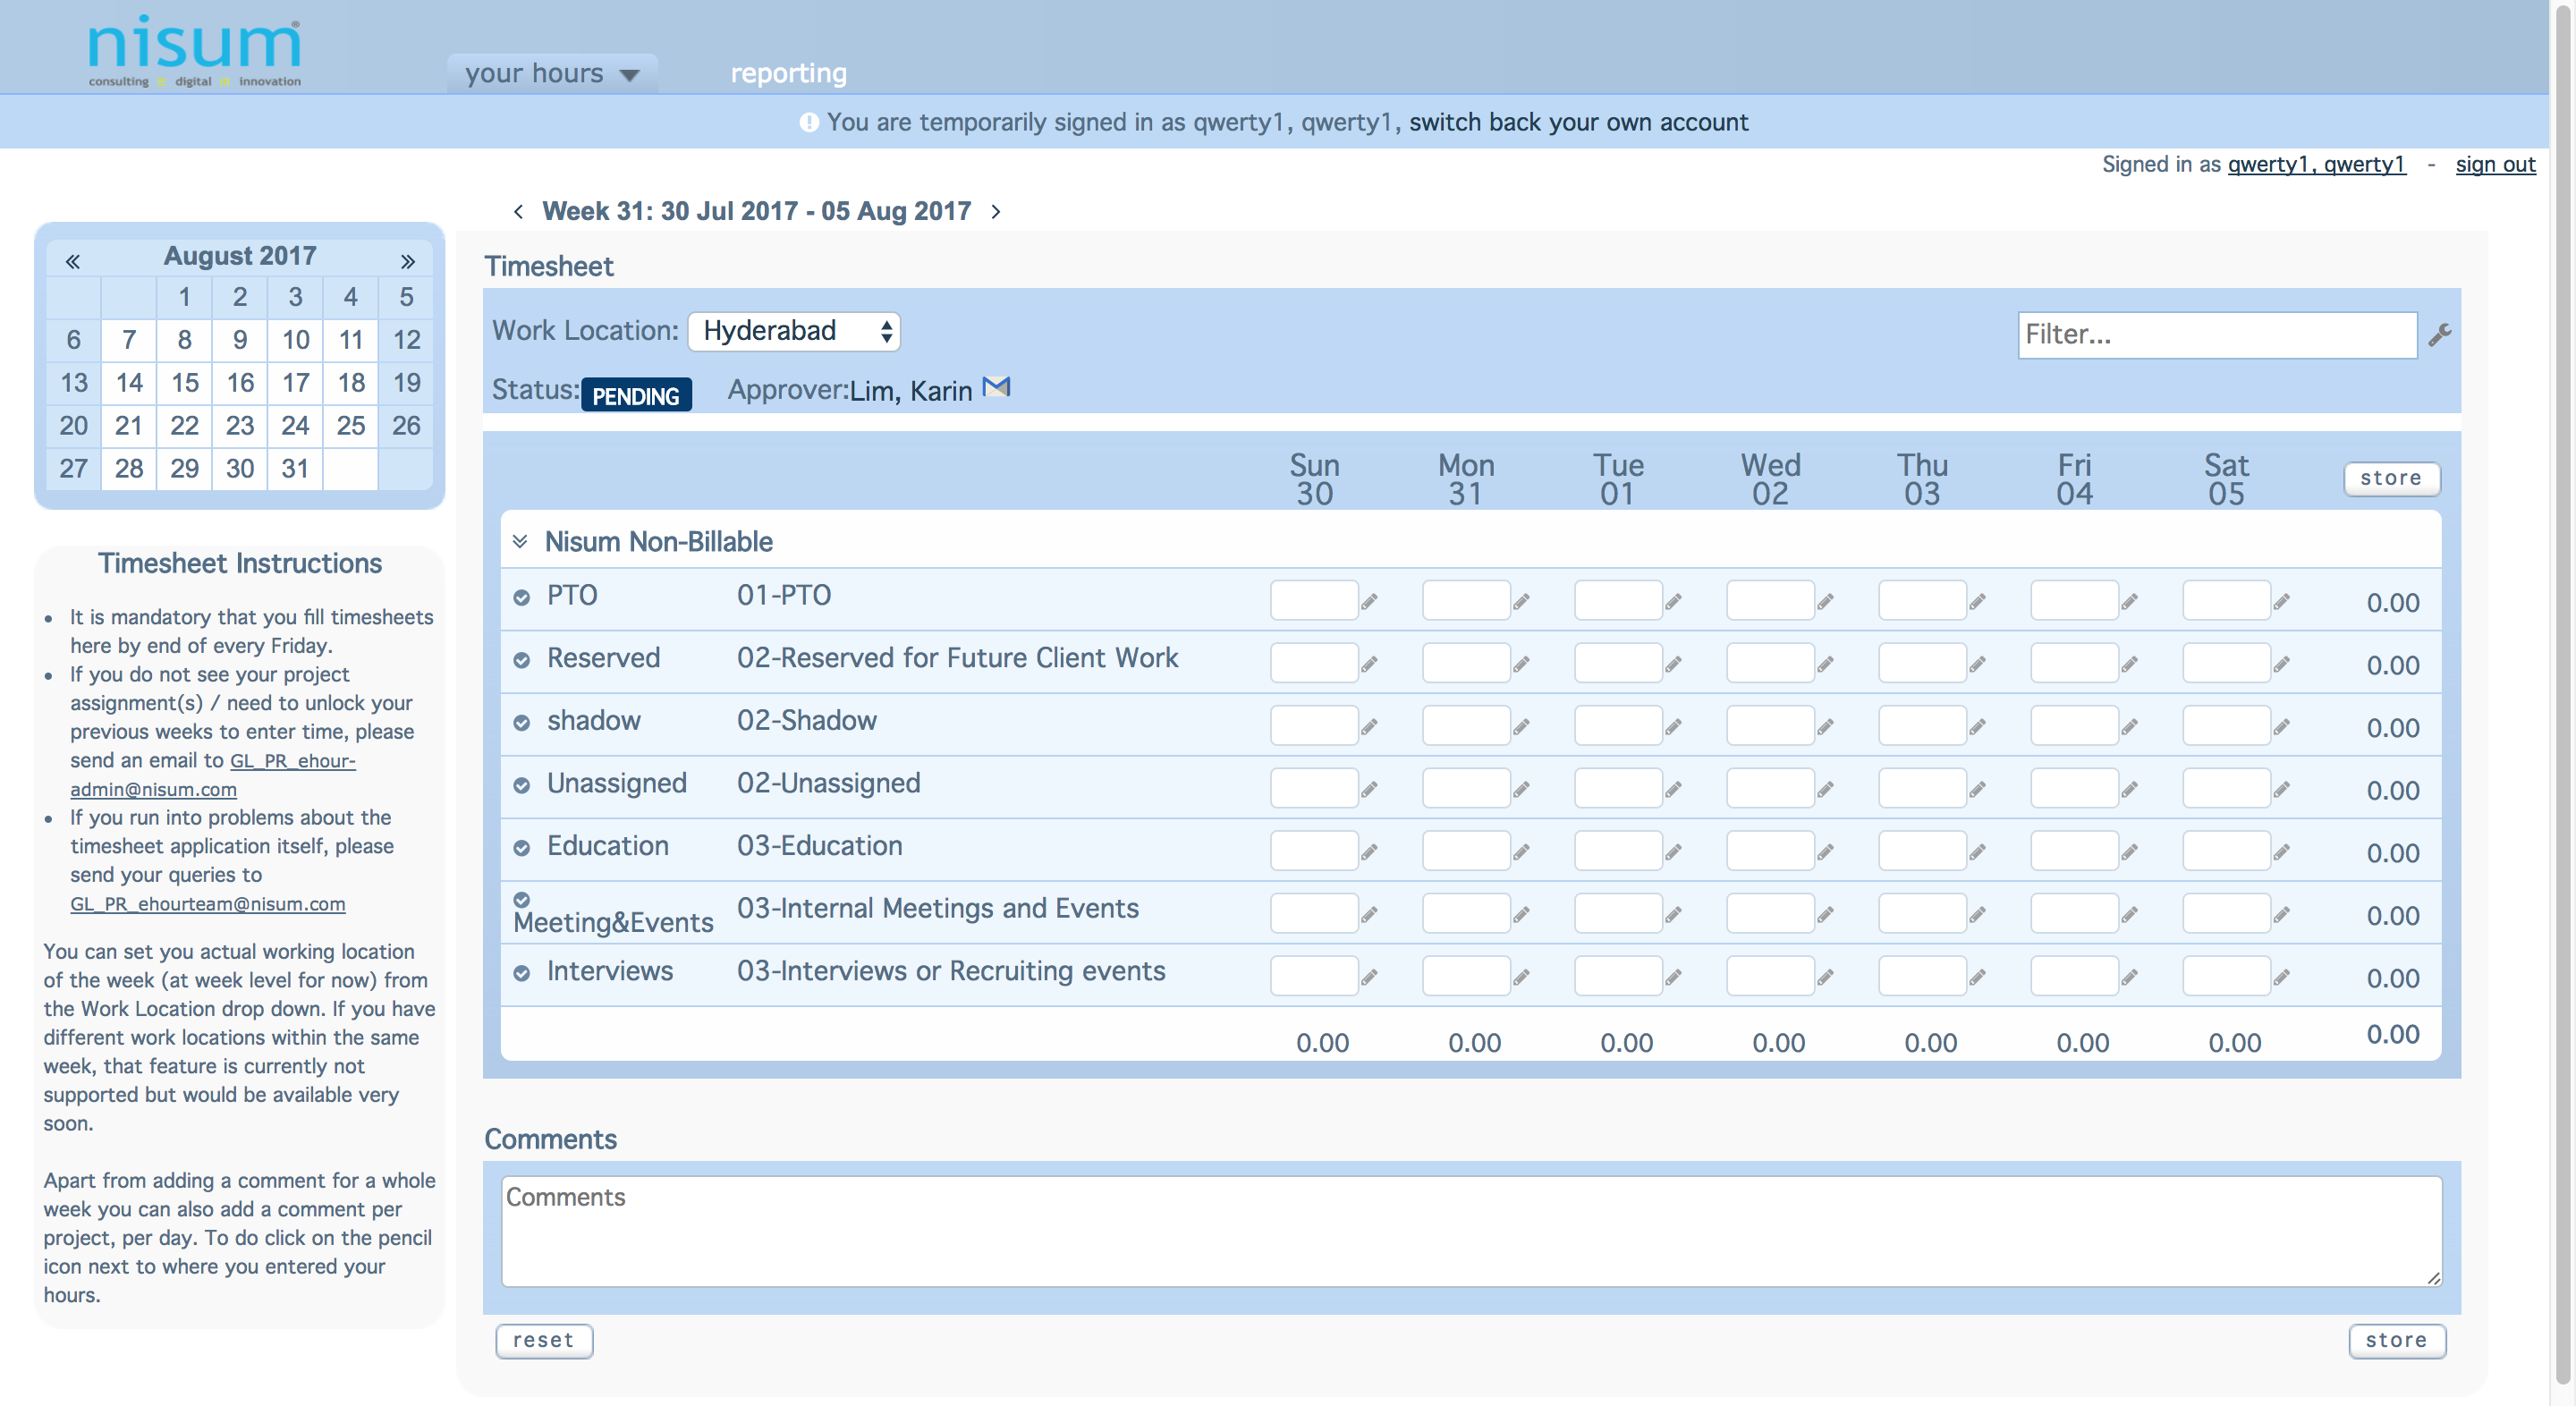 nisum®
consulting = digital = innovation
your hours
reporting
You are temporarily signed in as qwerty1, qwerty1, switch back your own account
Signed in as qwerty1, qwerty1 - sign out
< Week 31: 30 Jul 2017 - 05 Aug 2017 >
« August 2017 »
1 2 3 4 5
6 7 8 9 10 11 12
13 14 15 16 17 18 19
20 21 22 23 24 25 26
27 28 29 30 31
Timesheet Instructions
• It is mandatory that you fill timesheets
here by end of every Friday.
• If you do not see your project
assignment(s) / need to unlock your
previous weeks to enter time, please
send an email to GL_PR_ehour-
admin@nisum.com
• If you run into problems about the
timesheet application itself, please
send your queries to
GL_PR_ehourteam@nisum.com
You can set you actual working location
of the week (at week level for now) from
the Work Location drop down. If you have
different work locations within the same
week, that feature is currently not
supported but would be available very
soon.
Apart from adding a comment for a whole
week you can also add a comment per
project, per day. To do click on the pencil
icon next to where you entered your
hours.
Timesheet
Work Location: Hyderabad
Filter...
Status: PENDING Approver:Lim, Karin
Sun Mon Tue Wed Thu Fri Sat
30 31 01 02 03 04 05
store
Nisum Non-Billable
PTO 01-PTO 0.00
Reserved 02-Reserved for Future Client Work 0.00
shadow 02-Shadow 0.00
Unassigned 02-Unassigned 0.00
Education 03-Education 0.00
Meeting&Events 03-Internal Meetings and Events 0.00
Interviews 03-Interviews or Recruiting events 0.00
0.00 0.00 0.00 0.00 0.00 0.00 0.00 0.00
Comments
Comments
reset
store